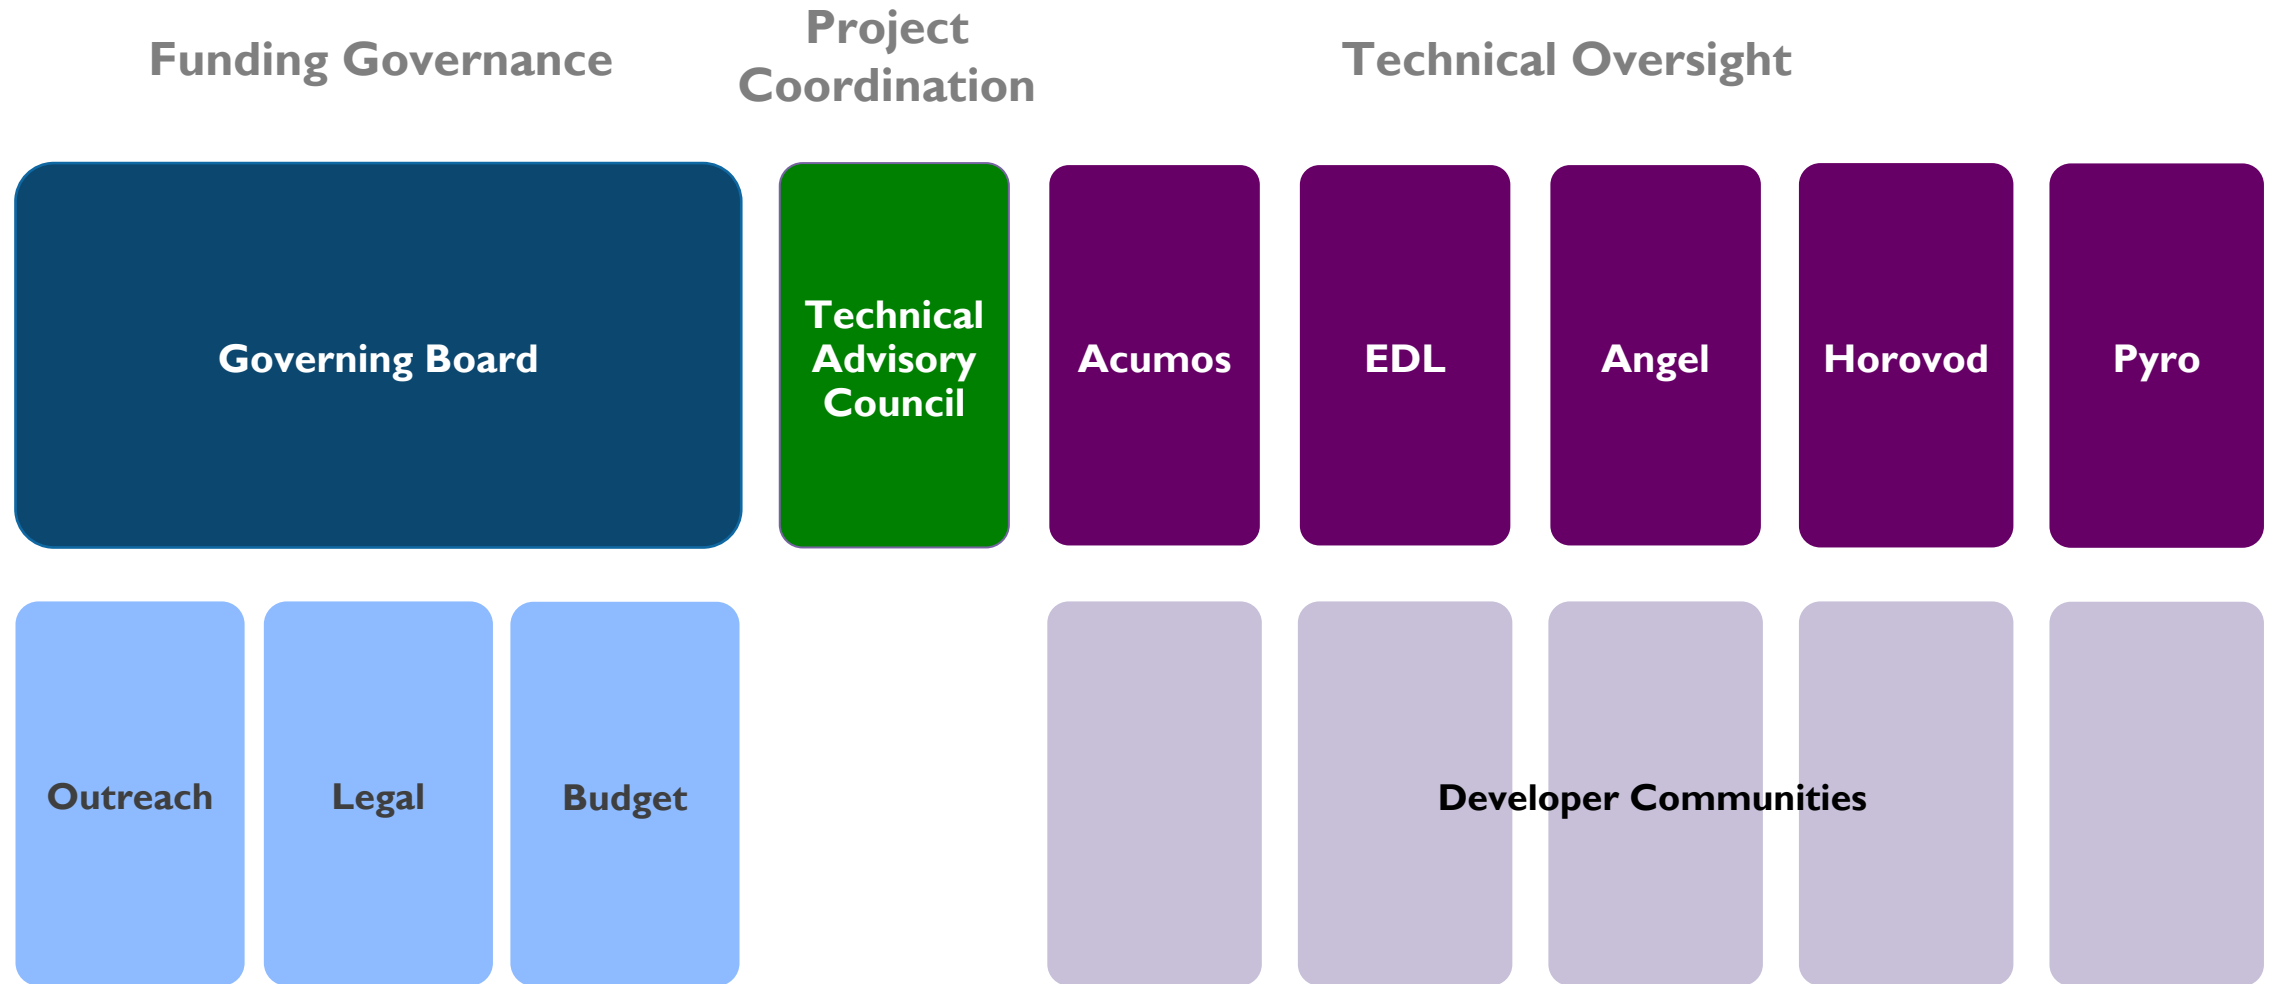 Funding Governance
Project
Coordination
Technical Oversight
Governing Board
Technical
Advisory
Council
Acumos
EDL
Angel
Horovod
Pyro
Outreach
Legal
Budget
Developer Communities